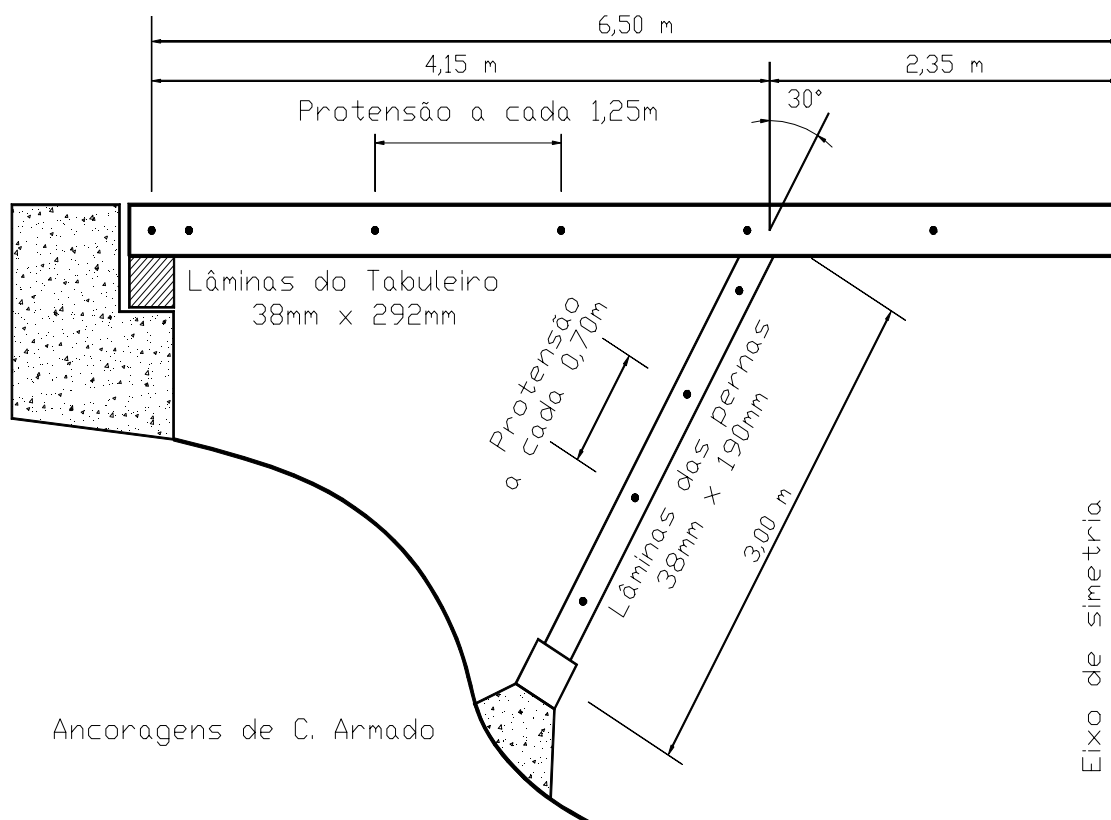 6,50 m
4,15 m
2,35 m
Protensão a cada 1,25m
30°
Lâminas do Tabuleiro
38mm x 292mm
Protensão
a cada 0,70m
Lâminas das pernas
38mm x 190mm
3,00 m
Eixo de simetria
Ancoragens de C. Armado